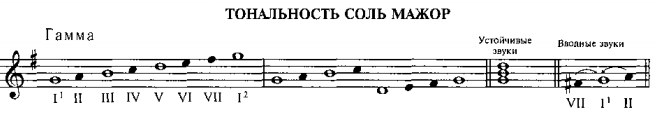 ТОНАЛЬНОСТЬ СОЛЬ МАЖОР
Гамма
Устойчивые
звуки
Вводные звуки
I¹ II III IV V VI VII I²
VII I¹ II